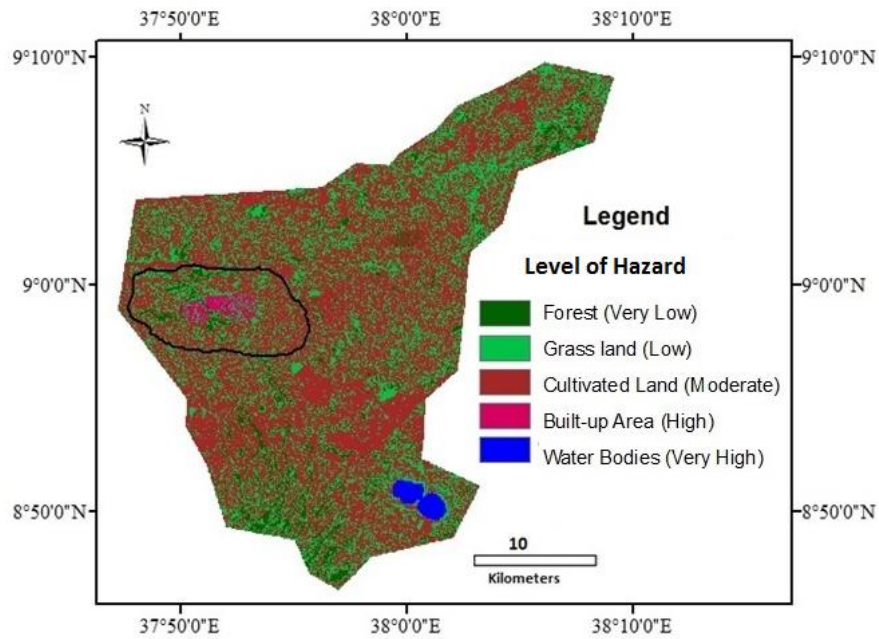 37°50'0"E 38°0'0"E 38°10'0"E
9°10'0"N 9°10'0"N
N
Legend
Level of Hazard
9°0'0"N 9°0'0"N
Forest (Very Low)
Grass land (Low)
Cultivated Land (Moderate)
Built-up Area (High)
Water Bodies (Very High)
8°50'0"N 8°50'0"N
10
Kilometers
37°50'0"E 38°0'0"E 38°10'0"E